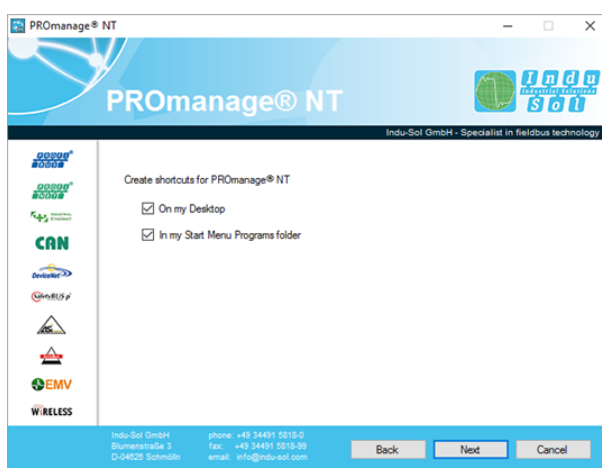 PROmanage® NT
PROmanage® NT
Indu
Industrial Solutions
Sol
Indu-Sol GmbH - Specialist in fieldbus technology
INDUSTRIAL
ETHERNET
CAN
DeviceNet
SafetyBUS p
EMV
WiRELESS
Create shortcuts for PROmanage® NT
On my Desktop
In my Start Menu Programs folder
Indu-Sol GmbH
Blumenstraße 3
D-04626 Schmölln
phone: +49 34491 5818-0
fax: +49 34491 5818-99
email: info@indu-sol.com
Back
Next
Cancel